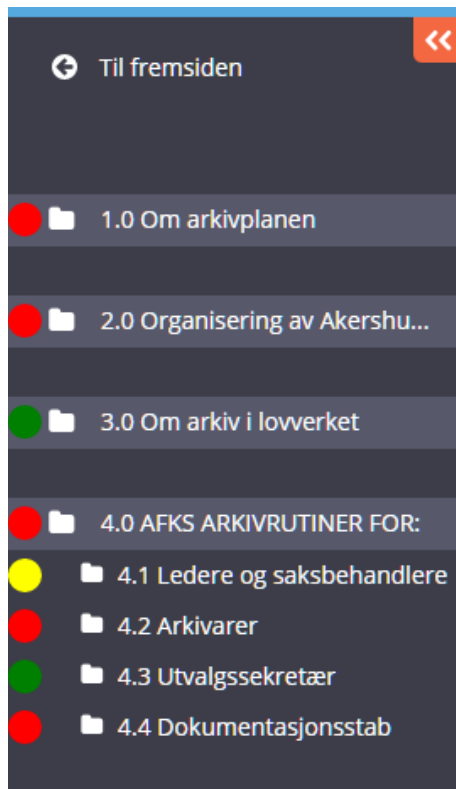 Til fremsiden
1.0 Om arkivplanen
2.0 Organisering av Akershu...
3.0 Om arkiv i lovverket
4.0 AFKS ARKIVRUTINER FOR:
4.1 Ledere og saksbehandlere
4.2 Arkivarer
4.3 Utvalgssekretær
4.4 Dokumentasjonsstab